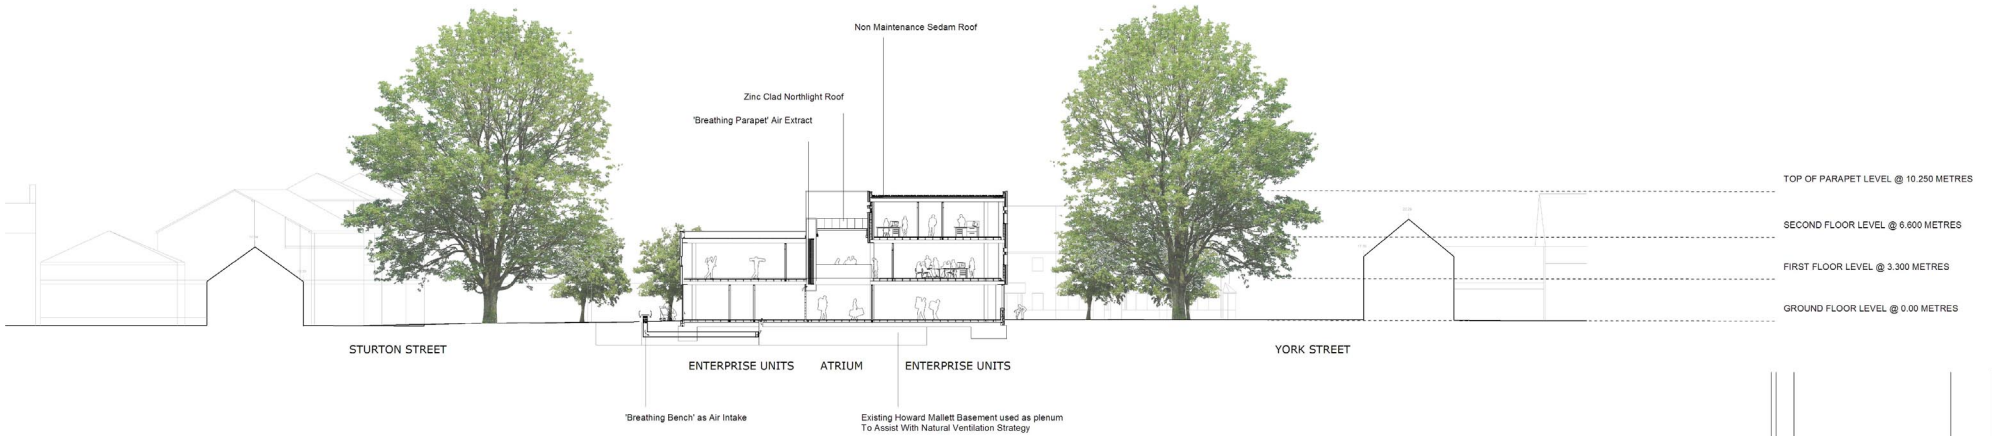 Non Maintenance Sedam Roof
Zinc Clad Northlight Roof
'Breathing Parapet' Air Extract
TOP OF PARAPET LEVEL @ 10.250 METRES
SECOND FLOOR LEVEL @ 6.600 METRES
FIRST FLOOR LEVEL @ 3.300 METRES
GROUND FLOOR LEVEL @ 0.00 METRES
STURTON STREET
YORK STREET
ENTERPRISE UNITS
ATRIUM
ENTERPRISE UNITS
'Breathing Bench' as Air Intake
Existing Howard Mallett Basement used as plenum
To Assist With Natural Ventilation Strategy